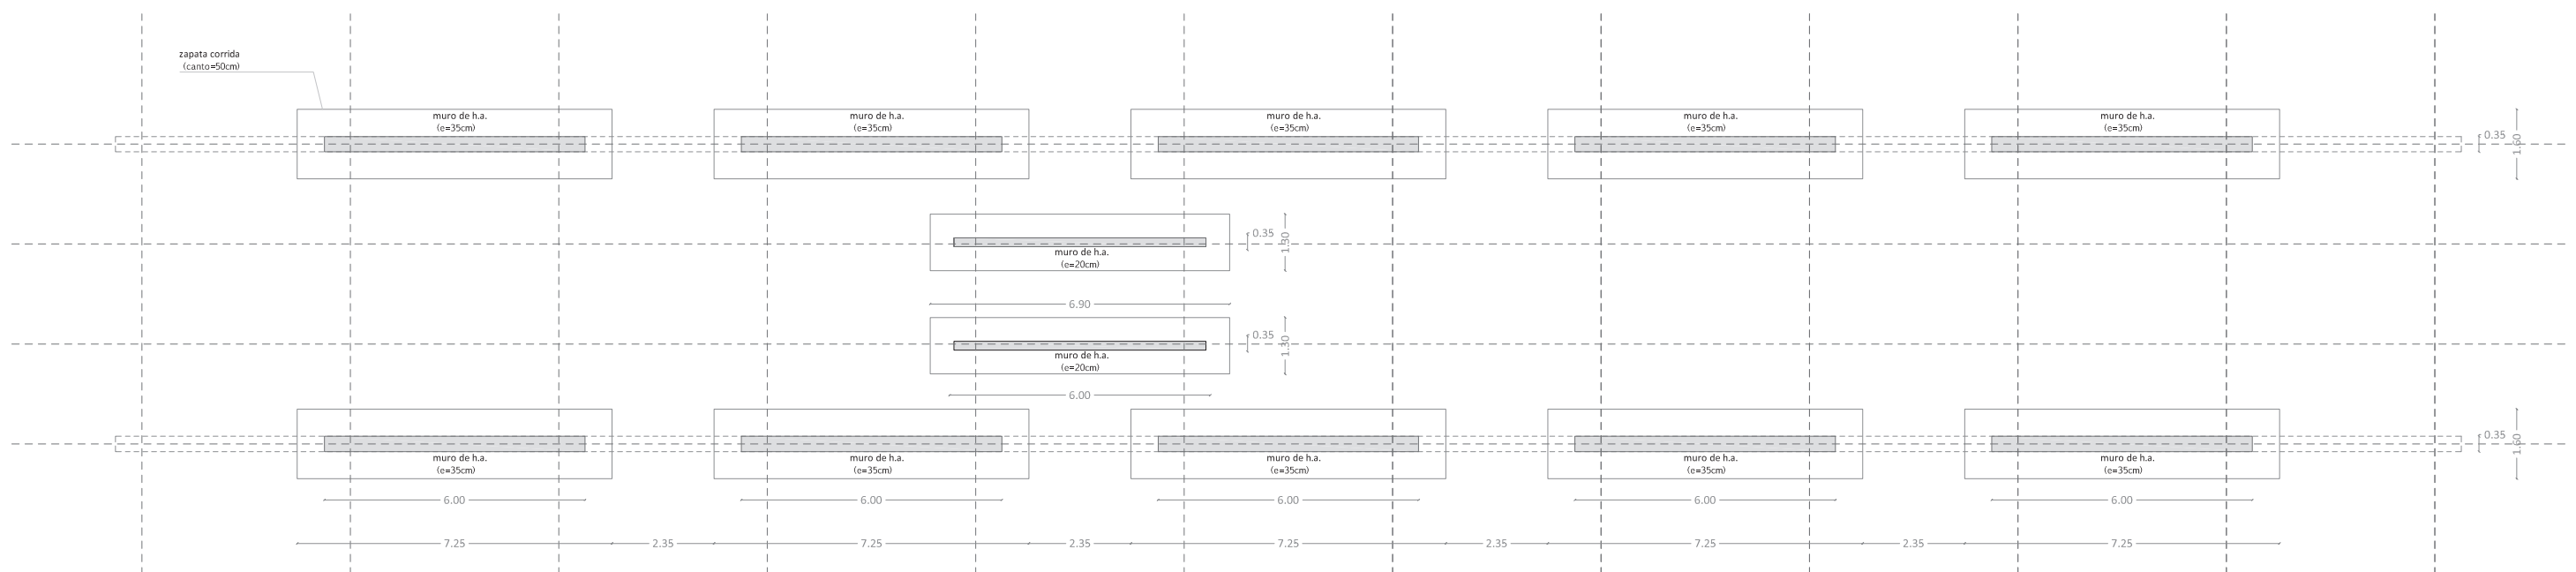 zapata corrida
(canto=50cm)
muro de h.a.
(e=35cm)
muro de h.a.
(e=35cm)
muro de h.a.
(e=35cm)
muro de h.a.
(e=35cm)
muro de h.a.
(e=35cm)
0.35
1.60
0.35
1.30
muro de h.a.
(e=20cm)
6.90
0.35
1.30
muro de h.a.
(e=20cm)
6.00
0.35
1.60
muro de h.a.
(e=35cm)
muro de h.a.
(e=35cm)
muro de h.a.
(e=35cm)
muro de h.a.
(e=35cm)
muro de h.a.
(e=35cm)
6.00
6.00
6.00
6.00
6.00
7.25
2.35
7.25
2.35
7.25
2.35
7.25
2.35
7.25